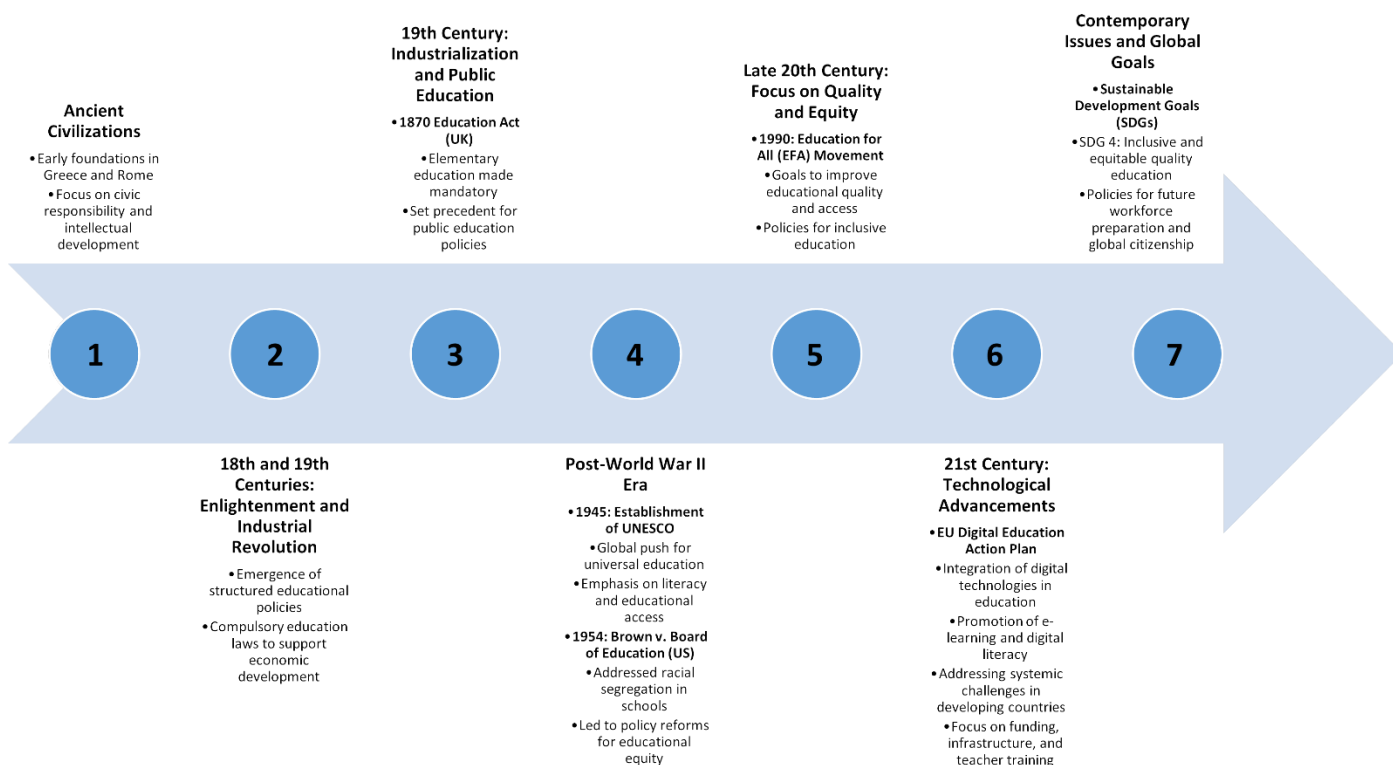 Ancient
Civilizations
•Early foundations in
Greece and Rome
•Focus on civic
responsibility and
intellectual
development
19th Century:
Industrialization
and Public
Education
•1870 Education Act
(UK)
•Elementary
education made
mandatory
•Set precedent for
public education
policies
Late 20th Century:
Focus on Quality
and Equity
•1990: Education for
All (EFA) Movement
•Goals to improve
educational quality
and access
•Policies for inclusive
education
Contemporary
Issues and Global
Goals
•Sustainable
Development Goals
(SDGs)
•SDG 4: Inclusive and
equitable quality
education
•Policies for future
workforce
preparation and
global citizenship
1
2
3
4
5
6
7
18th and 19th
Centuries:
Enlightenment and
Industrial
Revolution
•Emergence of
structured educational
policies
•Compulsory education
laws to support
economic
development
Post-World War II
Era
•1945: Establishment
of UNESCO
•Global push for
universal education
•Emphasis on literacy
and educational
access
•1954: Brown v. Board
of Education (US)
•Addressed racial
segregation in
schools
•Led to policy reforms
for educational
equity
21st Century:
Technological
Advancements
•EU Digital Education
Action Plan
•Integration of digital
technologies in
education
•Promotion of e-
learning and digital
literacy
•Addressing systemic
challenges in
developing countries
•Focus on funding,
infrastructure, and
teacher training